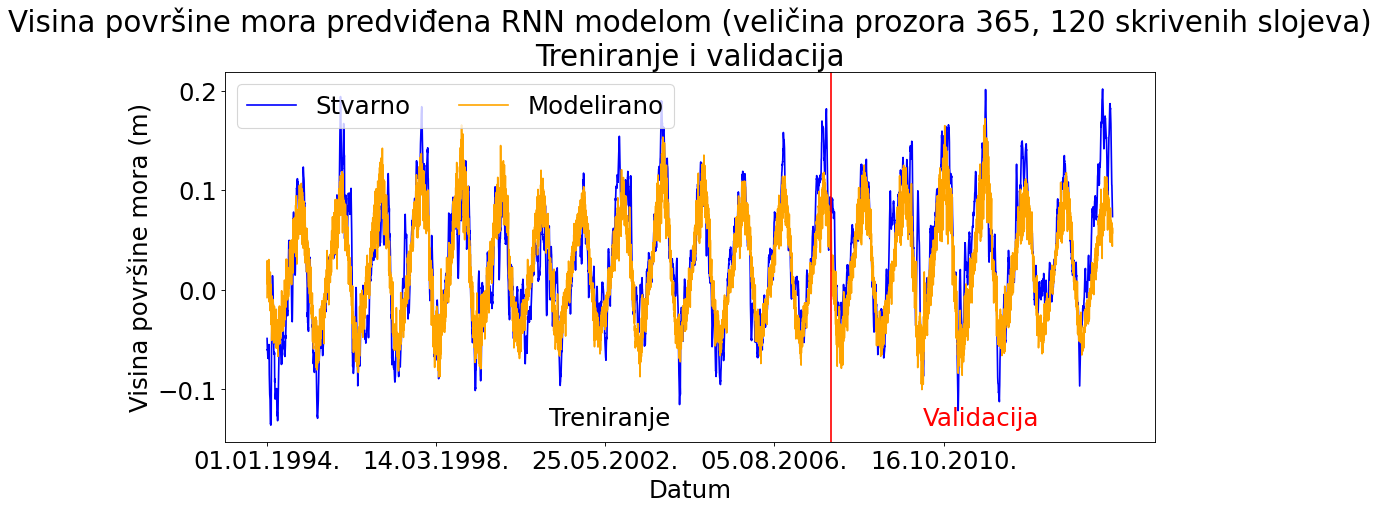 Visina površine mora predviđena RNN modelom (veličina prozora 365, 120 skrivenih slojeva)
Treniranje i validacija
Stvarno
Modelirano
Visina površine mora (m)
0.2
0.1
0.0
−0.1
Treniranje
Validacija
01.01.1994.
14.03.1998.
25.05.2002.
05.08.2006.
16.10.2010.
Datum